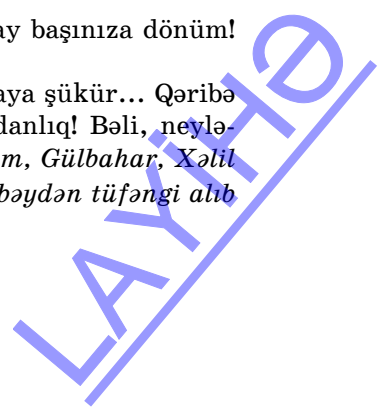 ay başınıza dönüm!
aya şükür... Qəribə
danlıq! Bəli, neylə-
m, Gülbahar, Xəlil
bəydən tüfəngi alıb
LAYİHƏ